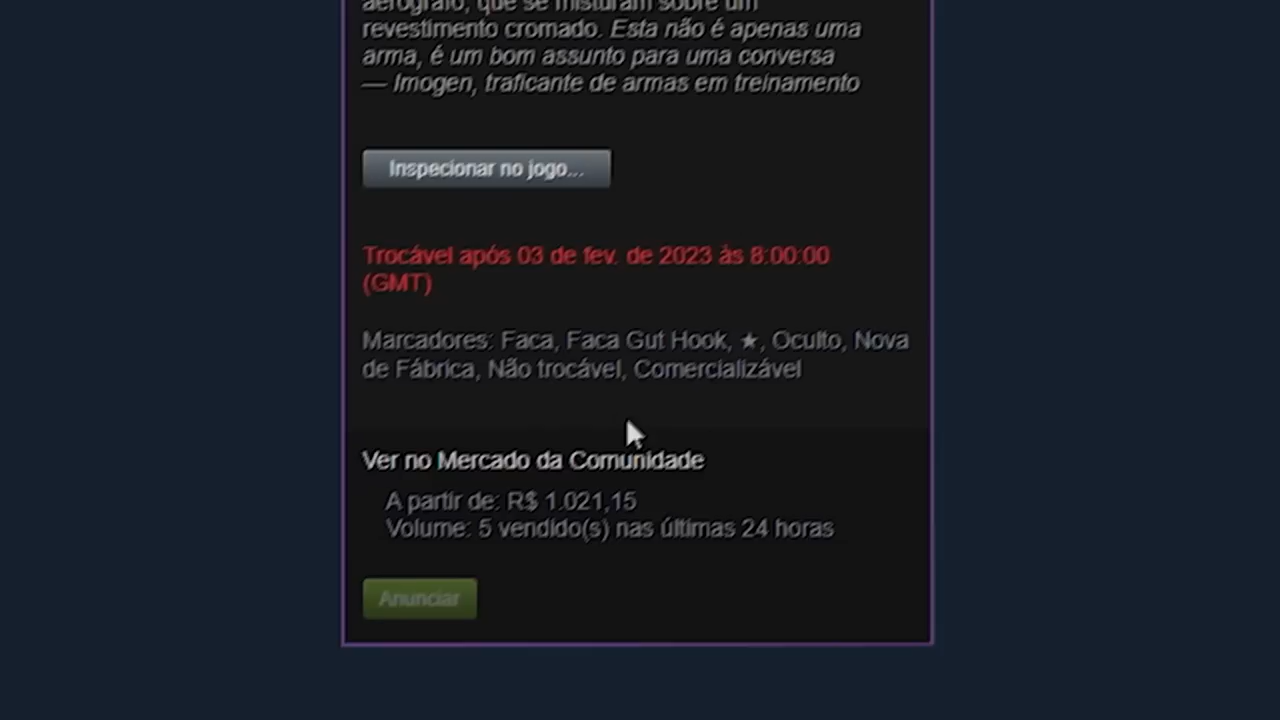 aerógrafo, que se misturam sobre um
revestimento cromado. Esta não é apenas uma
arma, é um bom assunto para uma conversa
— Imogen, traficante de armas em treinamento
Inspecionar no jogo...
Trocável após 03 de fev. de 2023 às 8:00:00
(GMT)
Marcadores: Faca, Faca Gut Hook, ★, Oculto, Nova
de Fábrica, Não trocável, Comercializável
Ver no Mercado da Comunidade
A partir de: R$ 1.021,15
Volume: 5 vendido(s) nas últimas 24 horas
Anunciar